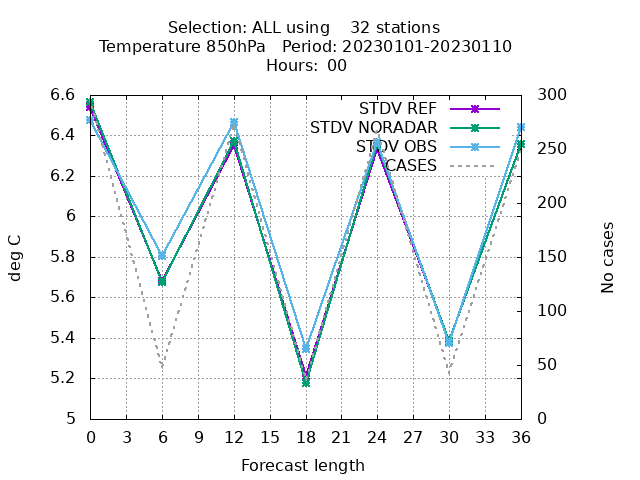 Selection: ALL using    32 stations
Temperature 850hPa   Period: 20230101-20230110
Hours:  00
STDV REF
STDV NORADAR
STDV OBS
CASES
deg C
6.6
6.4
6.2
6
5.8
5.6
5.4
5.2
5
300
250
200
150
100
50
0
No cases
0 3 6 9 12 15 18 21 24 27 30 33 36
Forecast length